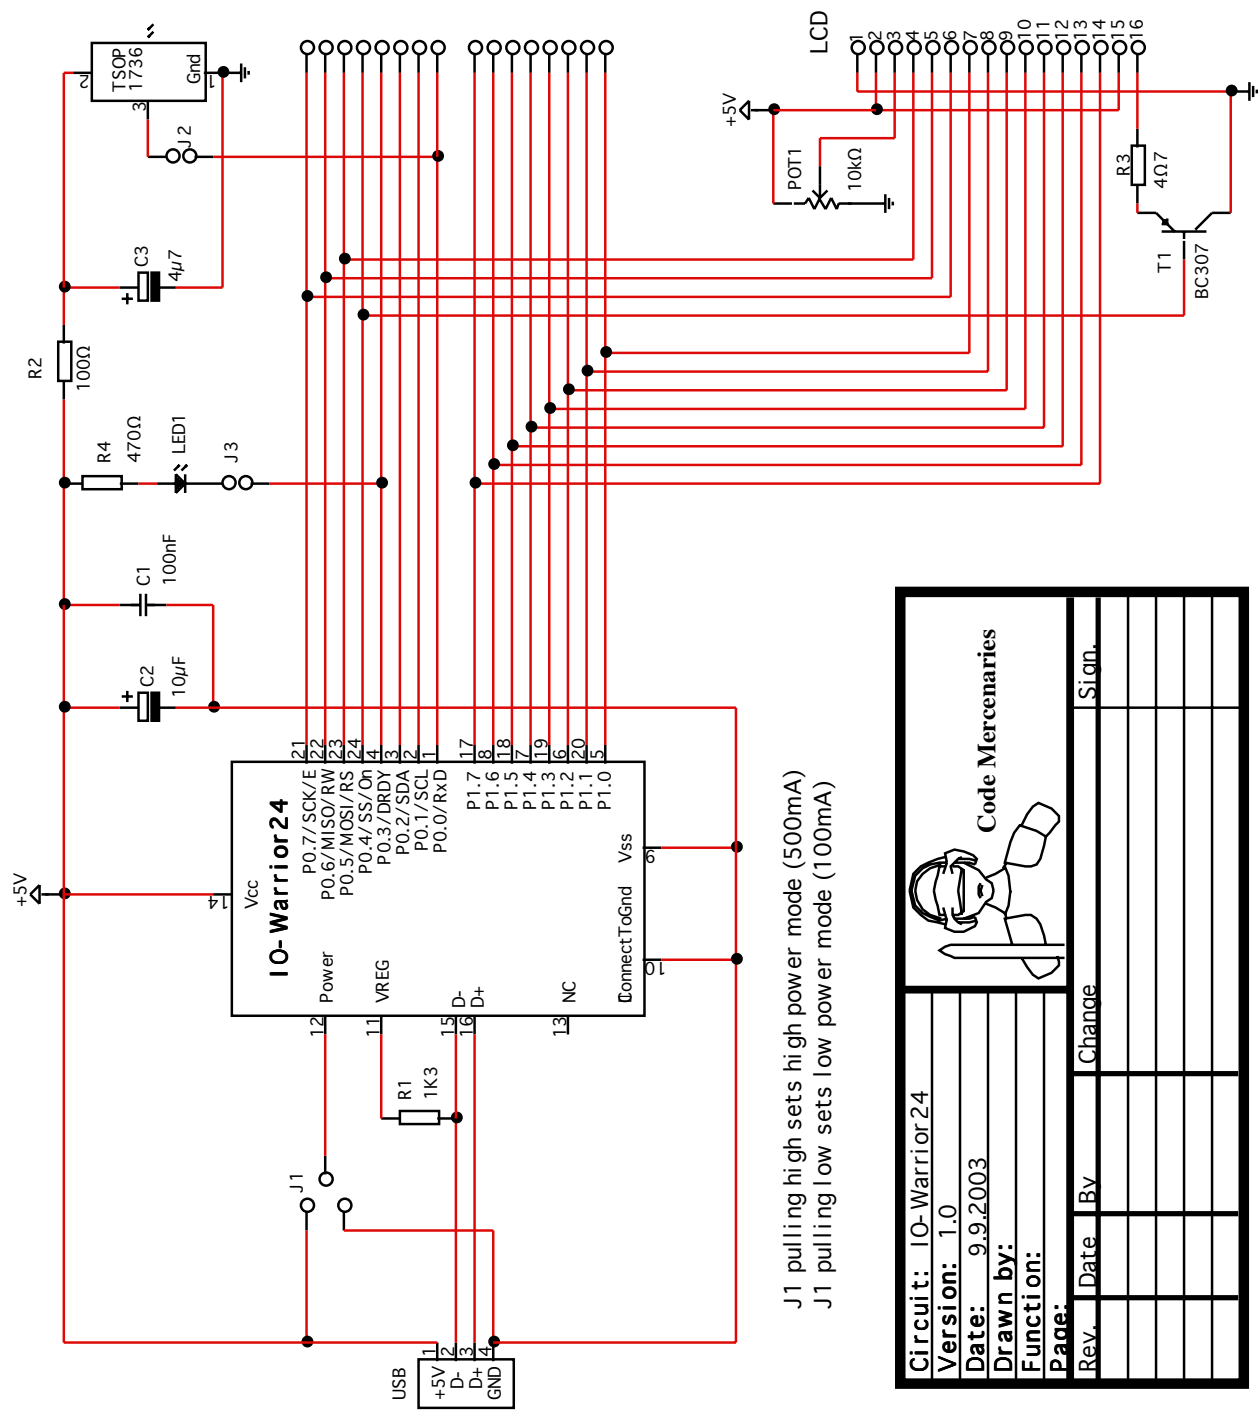 USB
+5V
D-
D+
GND
1
2
3
4
J1
R1
1K3
+5V
IO-Warrior24
Vcc
14
Power
12
VREG
11
D-
15
D+
16
NC
13
ConnectToGnd
10
Vss
9
P0.7/SCK/E
21
P0.6/MISO/RW
22
P0.5/MOSI/RS
23
P0.4/SS/On
24
P0.3/DRDY
4
P0.2/SDA
3
P0.1/SCL
2
P0.0/RxD
1
P1.7
17
P1.6
8
P1.5
18
P1.4
7
P1.3
19
P1.2
6
P1.1
20
P1.0
5
C2
10µF
C1
100nF
R4
470Ω
LED1
J3
R2
100Ω
C3
4µ7
J2
TSOP
1736
Gnd
1
2
3
LCD
1
2
3
4
5
6
7
8
9
10
11
12
13
14
15
16
+5V
POT1
10kΩ
R3
4Ω7
T1
BC307
J1 pulling high sets high power mode (500mA)
J1 pulling low sets low power mode (100mA)
Circuit: IO-Warrior24
Version: 1.0
Date: 9.9.2003
Drawn by:
Function:
Page:
Code Mercenaries
Rev. Date By Change Sign.